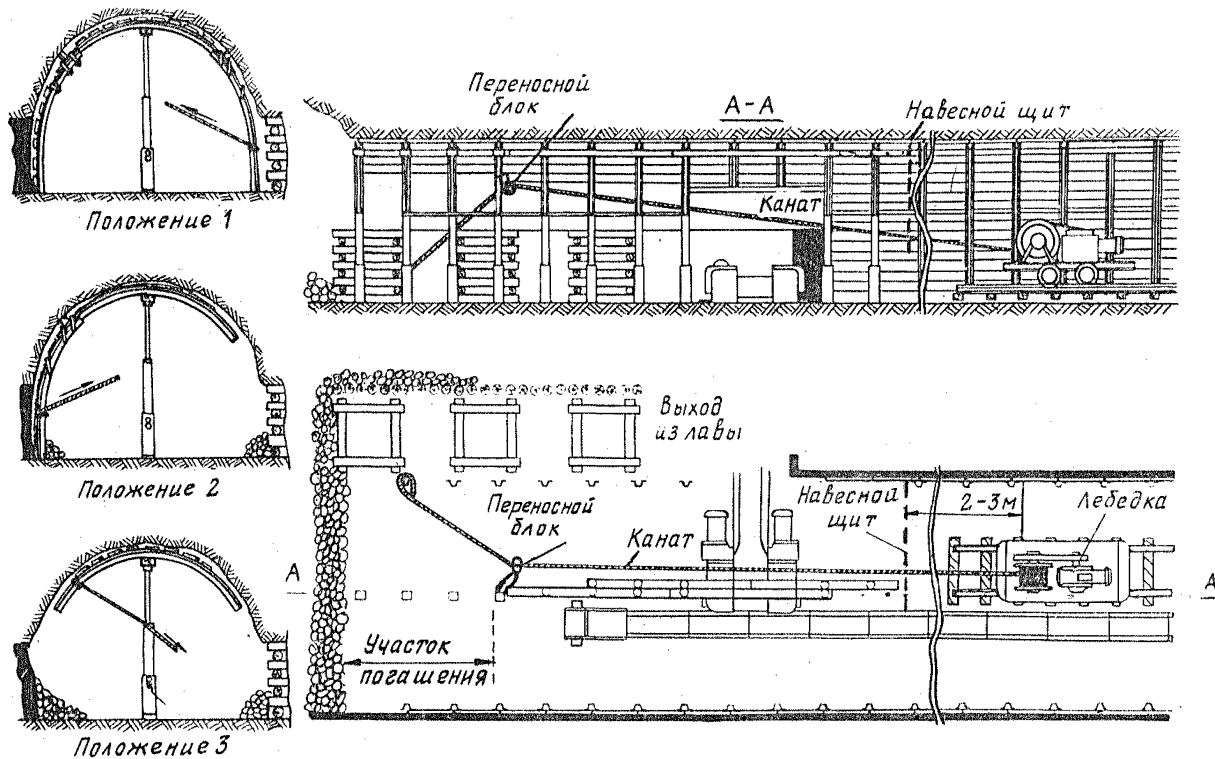 Положение 1
Положение 2
Положение 3
Переносной
блок
А-А
Навесной щит
Канат
Выход
из лавы
Переносной
блок
Канат
Навесной
щит
2-3м
Лебедка
А
А
Участок
погашения